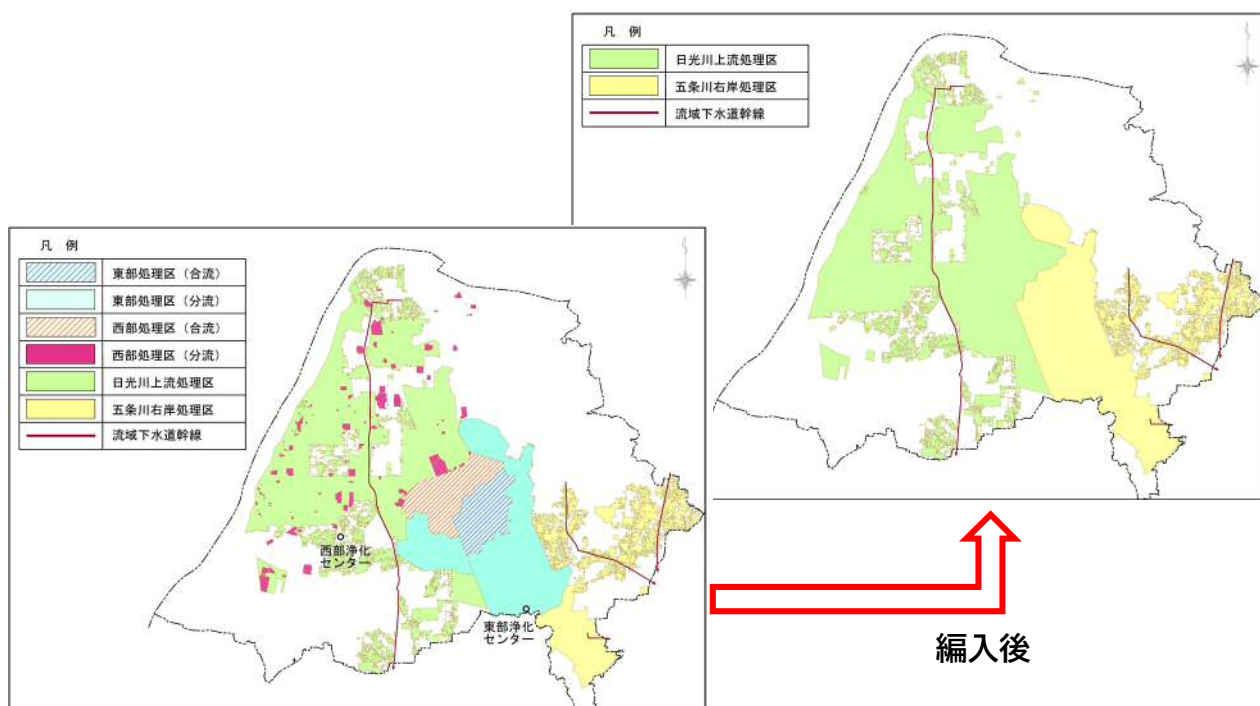 凡 例
日光川上流処理区
五条川右岸処理区
流域下水道幹線
凡 例
東部処理区（合流）
東部処理区（分流）
西部処理区（合流）
西部処理区（分流）
日光川上流処理区
五条川右岸処理区
流域下水道幹線
西部浄化
センター
東部浄化
センター
編入後